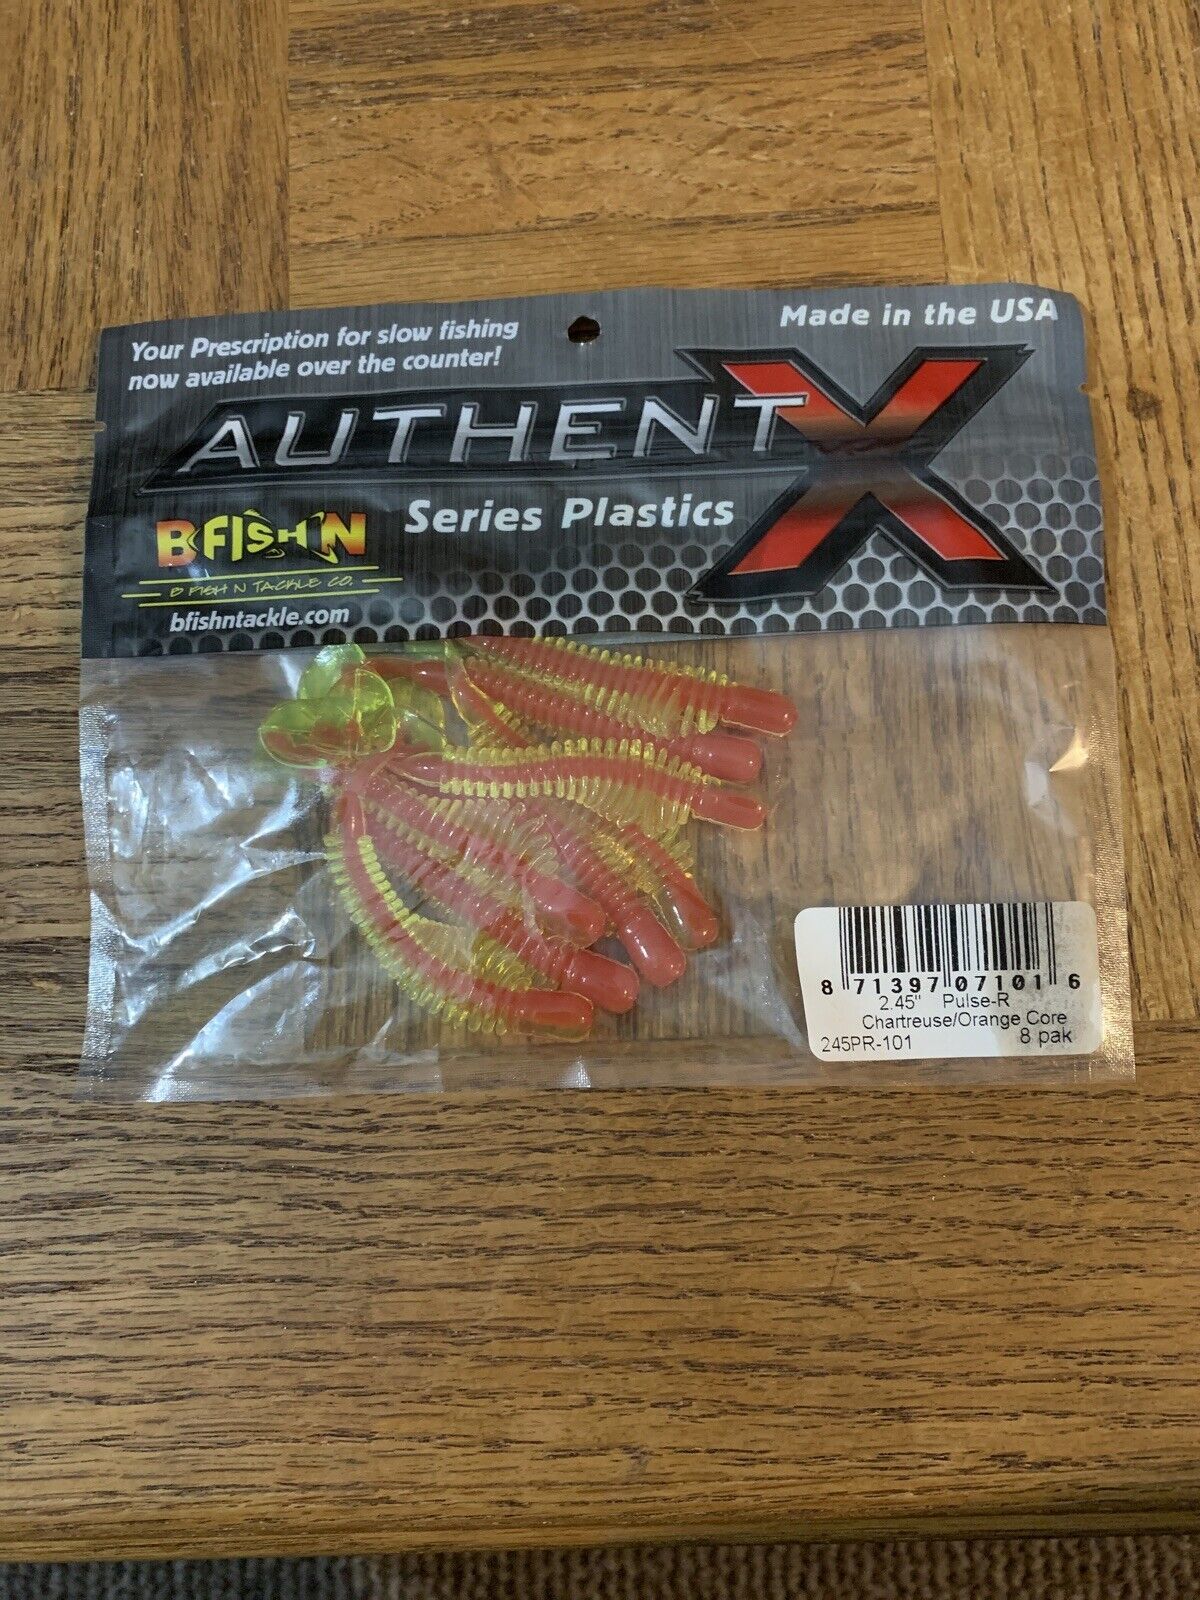 Your Prescription for slow fishing
now available over the counter!
Made in the USA
AUTHENTX
Series Plastics
B FISH N
B FISH N TACKLE CO.
bfishntackle.com
8 71397 07101 6
2.45" Pulse-R
Chartreuse/Orange Core
245PR-101 8 pak